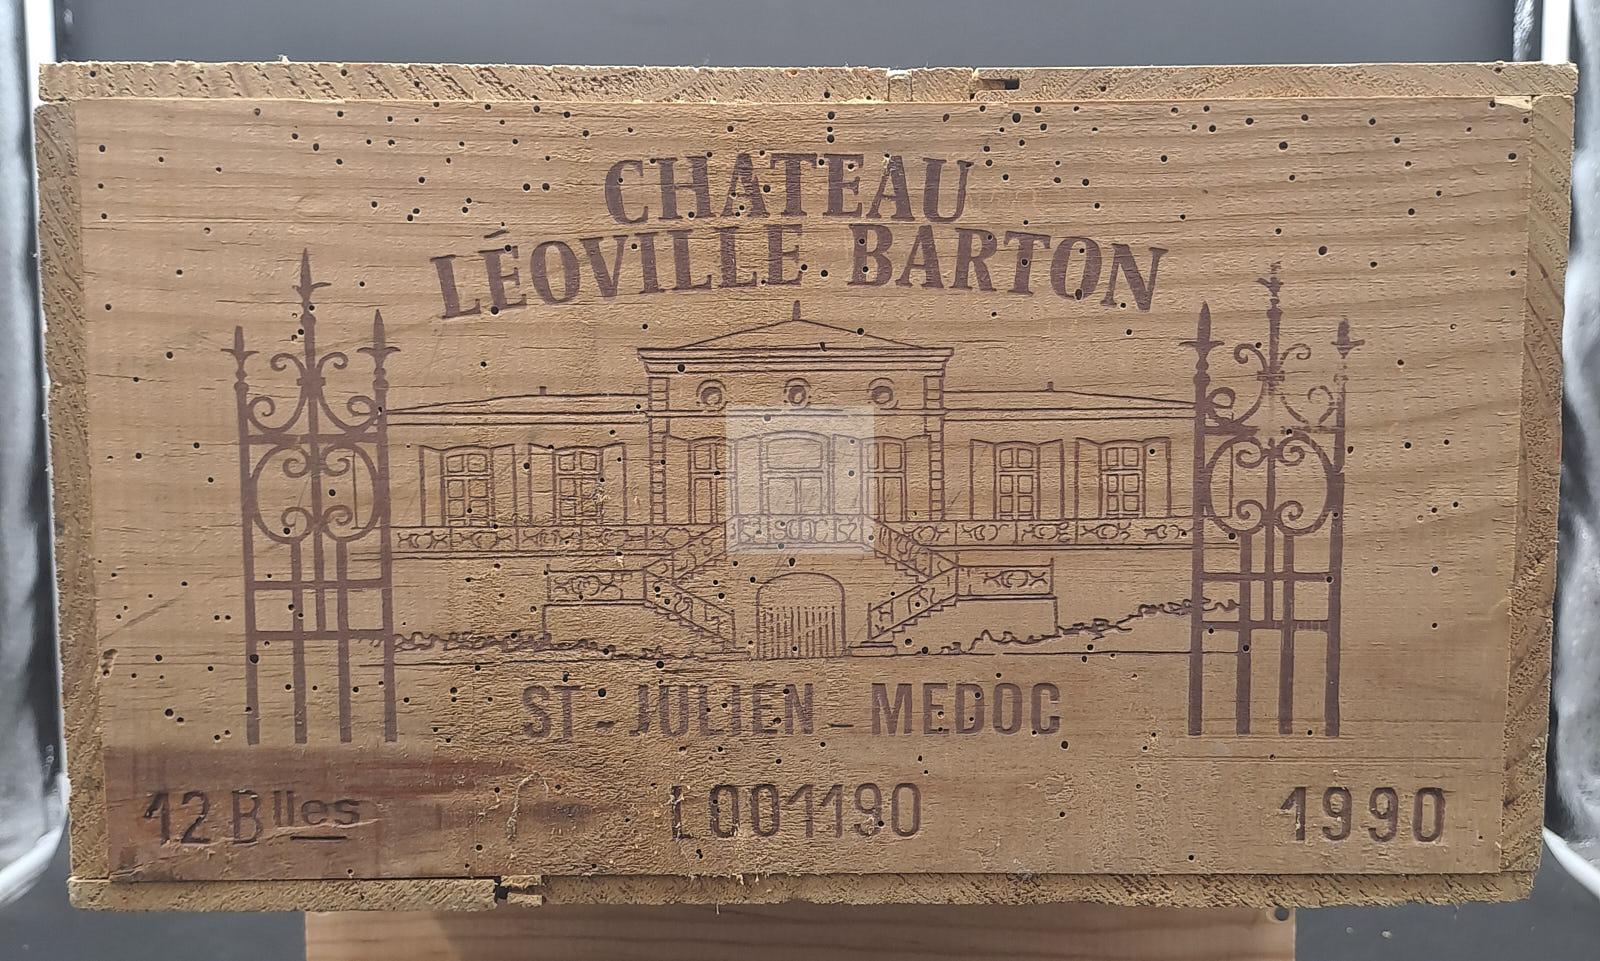 CHATEAU
LÉOVILLE BARTON
ST - JULIEN - MEDOC
12 Blles L001190 1990